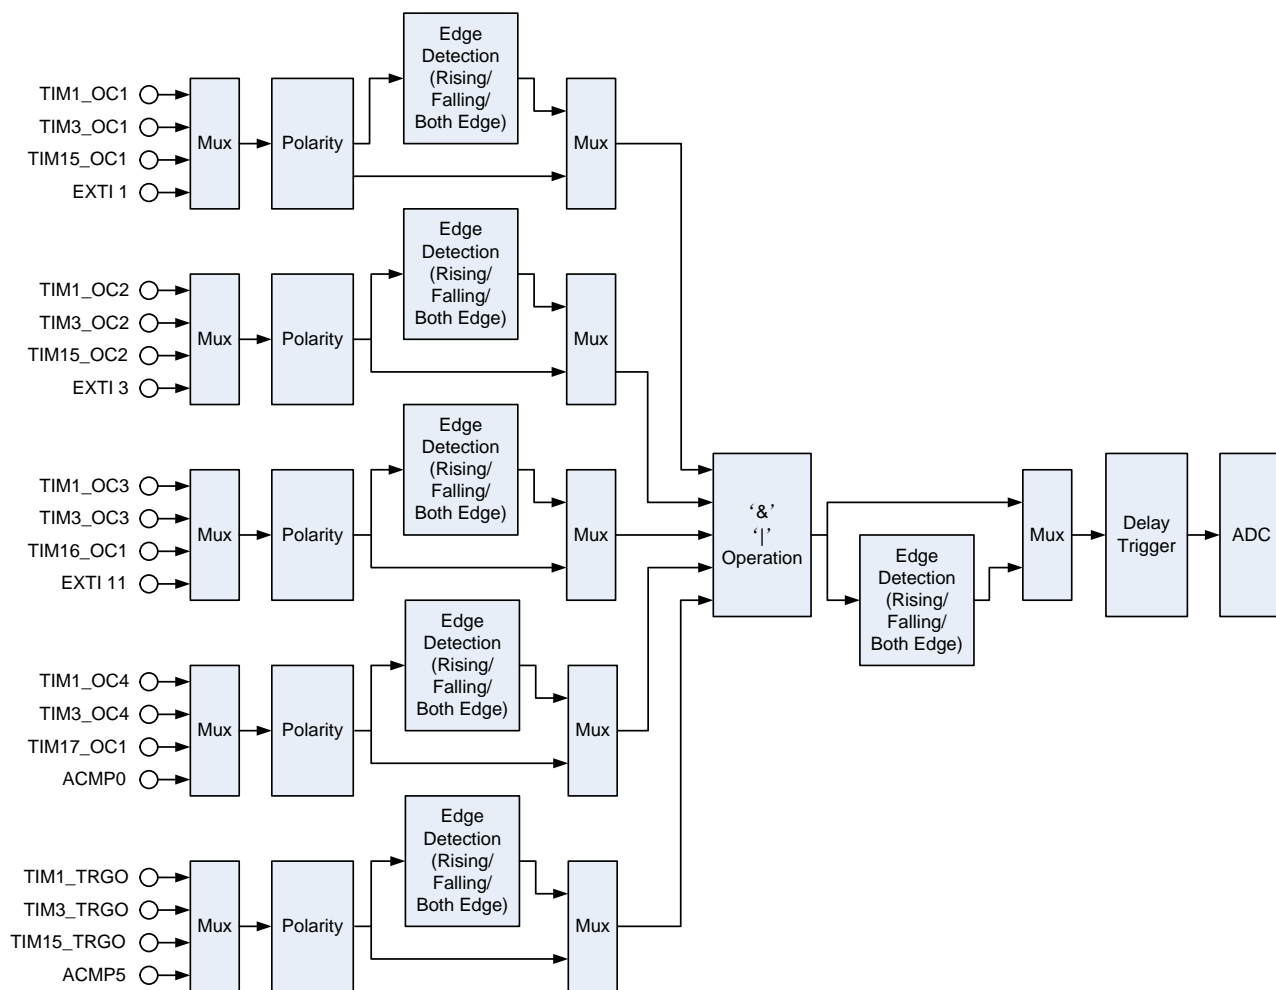 TIM1_OC1
TIM3_OC1
TIM15_OC1
EXTI 1
Mux
Polarity
Edge
Detection
(Rising/
Falling/
Both Edge)
Mux
TIM1_OC2
TIM3_OC2
TIM15_OC2
EXTI 3
Mux
Polarity
Edge
Detection
(Rising/
Falling/
Both Edge)
Mux
TIM1_OC3
TIM3_OC3
TIM16_OC1
EXTI 11
Mux
Polarity
Edge
Detection
(Rising/
Falling/
Both Edge)
Mux
TIM1_OC4
TIM3_OC4
TIM17_OC1
ACMP0
Mux
Polarity
Edge
Detection
(Rising/
Falling/
Both Edge)
Mux
TIM1_TRGO
TIM3_TRGO
TIM15_TRGO
ACMP5
Mux
Polarity
Edge
Detection
(Rising/
Falling/
Both Edge)
Mux
‘&’
‘|’
Operation
Edge
Detection
(Rising/
Falling/
Both Edge)
Mux
Delay
Trigger
ADC